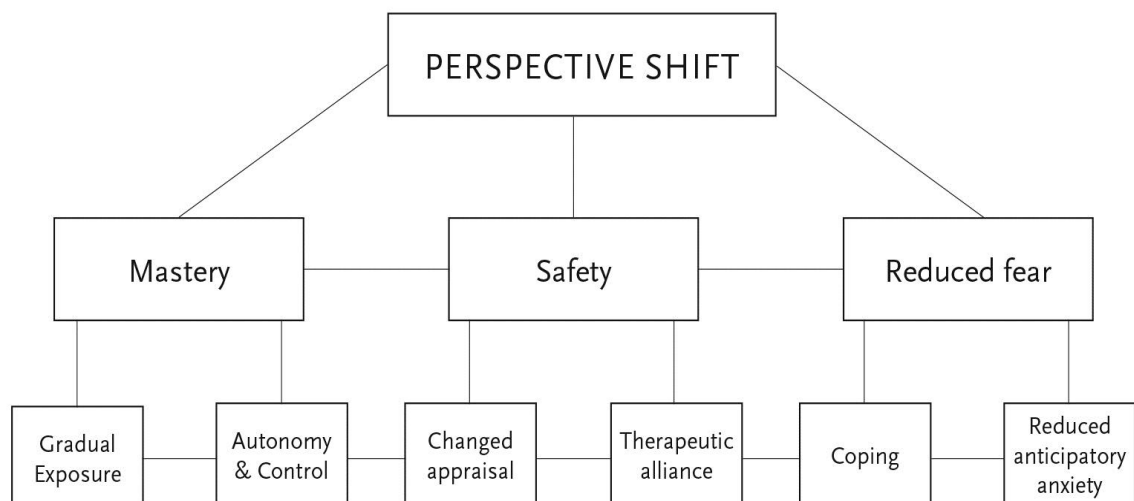 PERSPECTIVE SHIFT
Mastery
Safety
Reduced fear
Gradual
Exposure
Autonomy
& Control
Changed
appraisal
Therapeutic
alliance
Coping
Reduced
anticipatory
anxiety